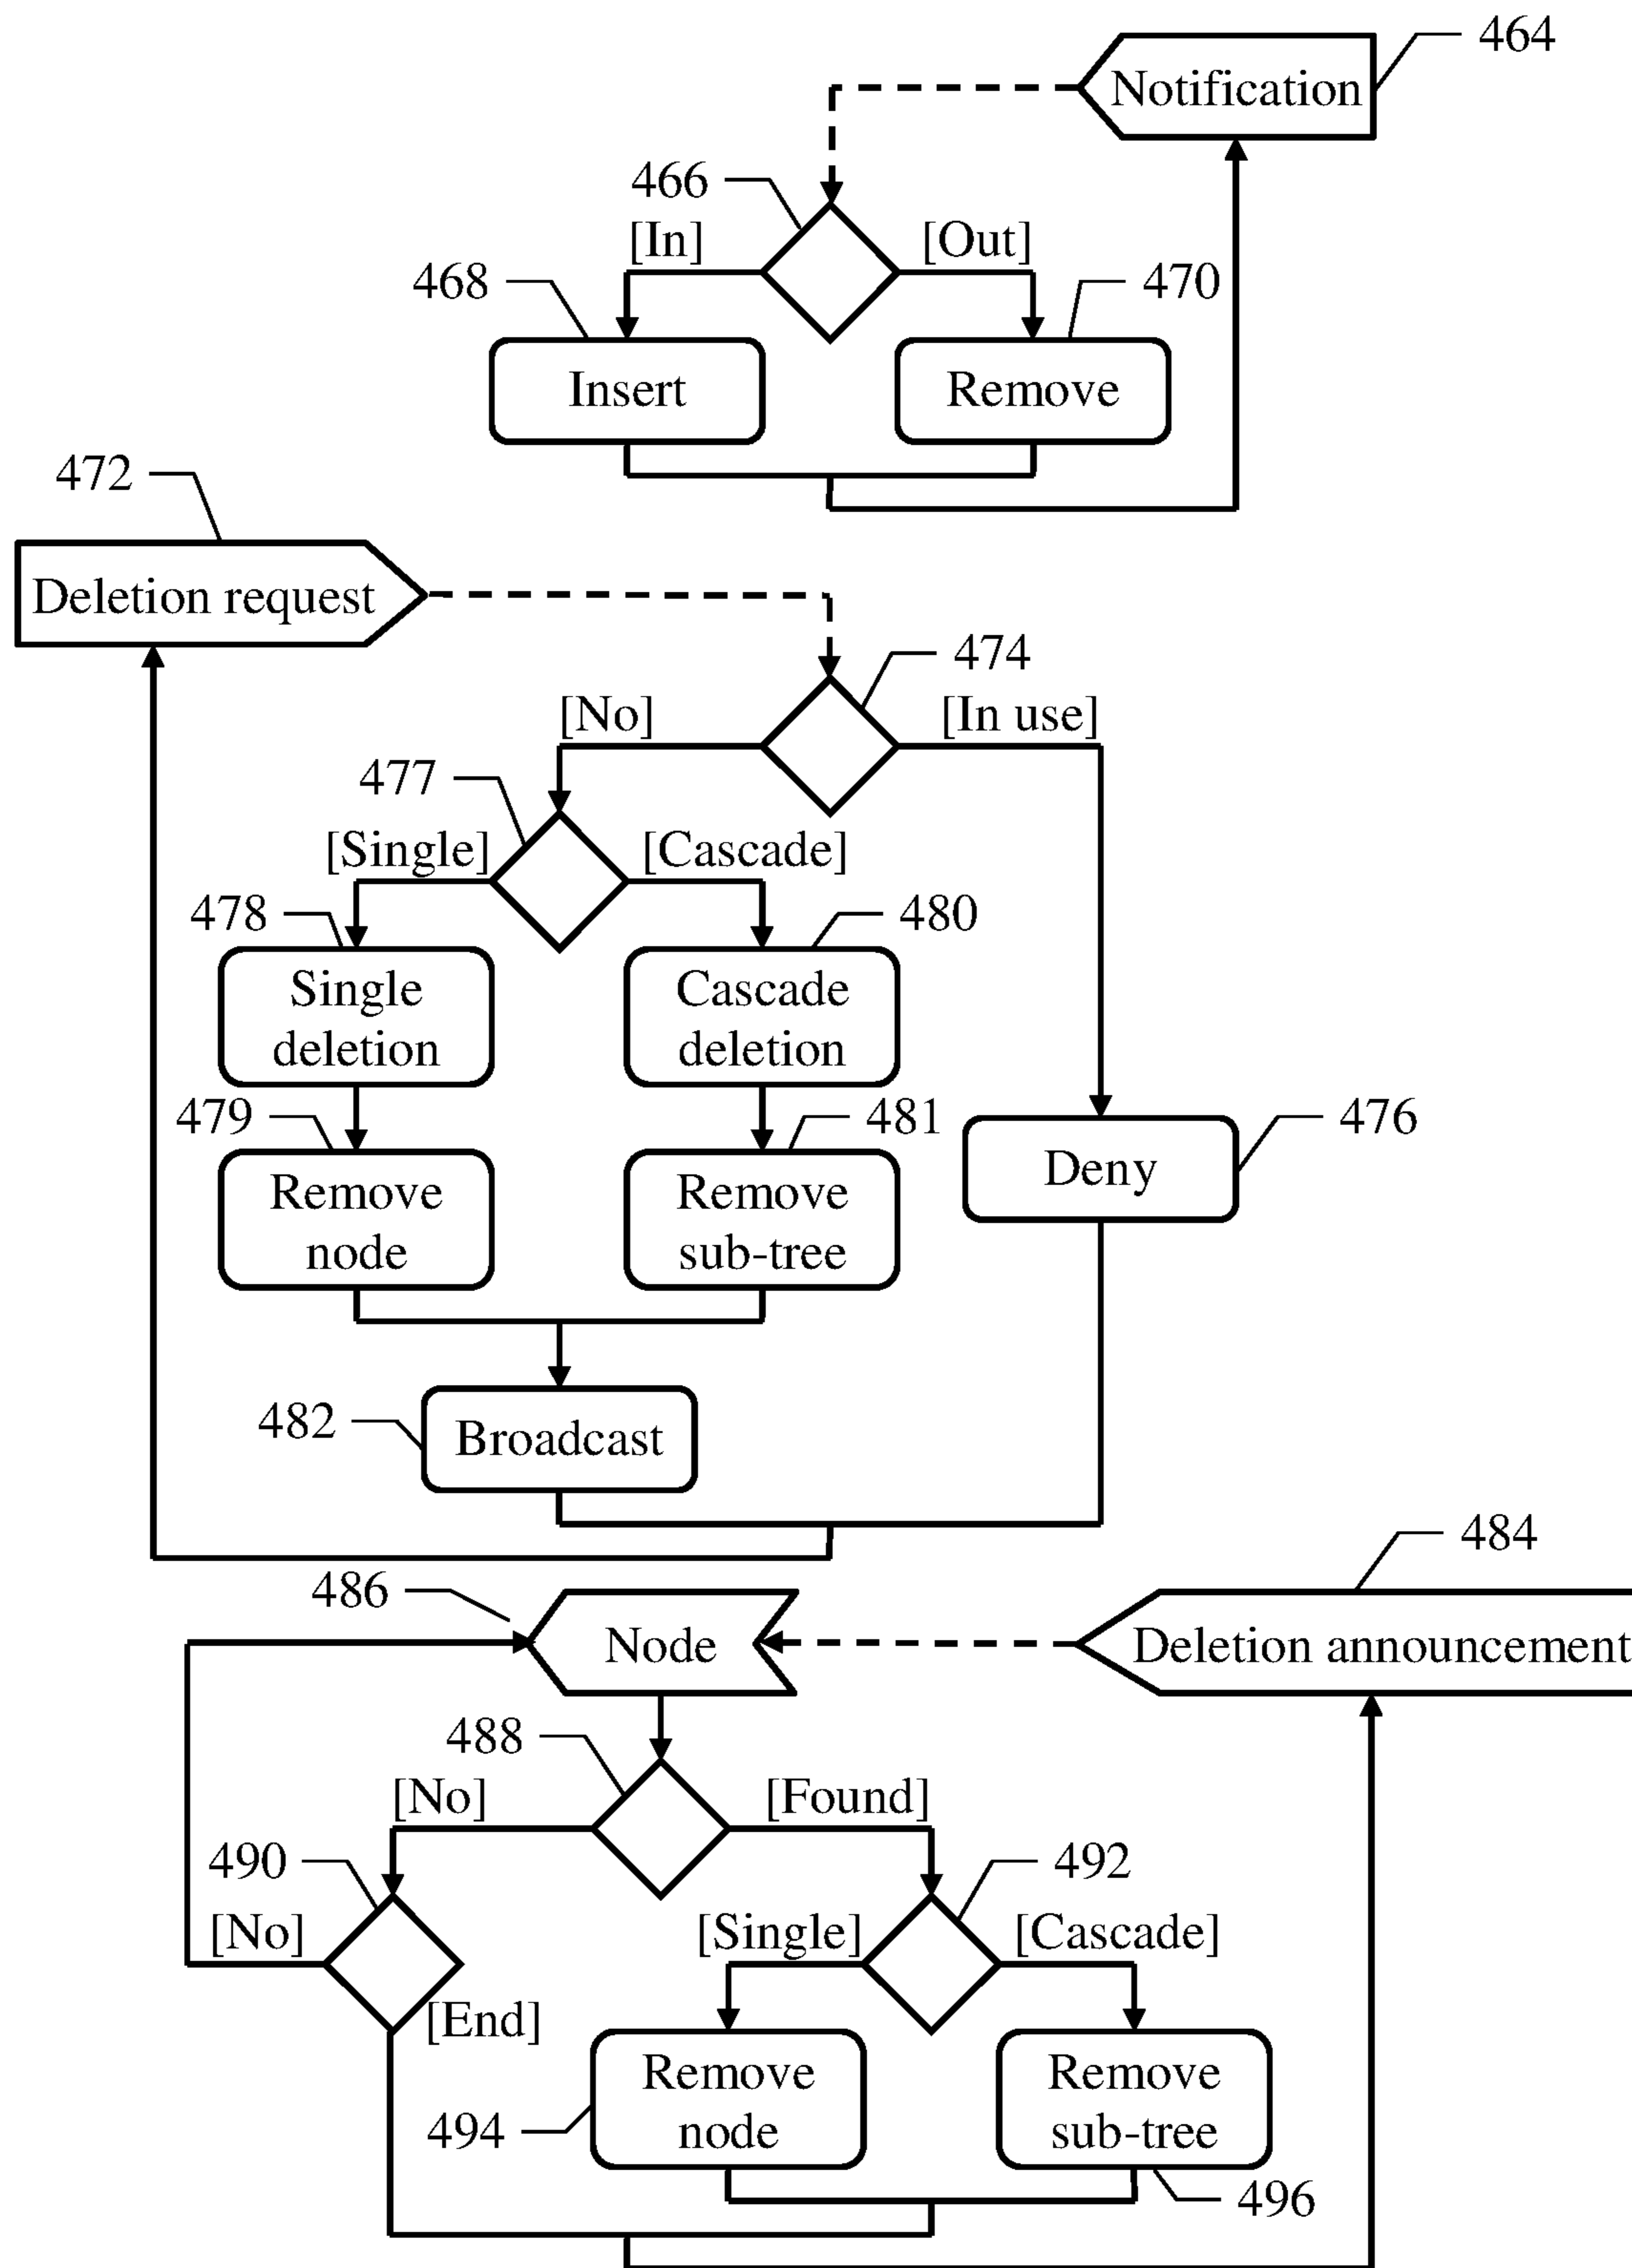 464
Notification
466
[In]
[Out]
468
470
Insert
Remove
472
Deletion request
474
[No]
[In use]
477
[Single]
[Cascade]
478
480
Single
deletion
Cascade
deletion
479
481
476
Remove
node
Remove
sub-tree
Deny
482
Broadcast
484
486
Node
Deletion announcement
488
[No]
[Found]
490
492
[No]
[Single]
[Cascade]
[End]
Remove
node
Remove
sub-tree
494
496